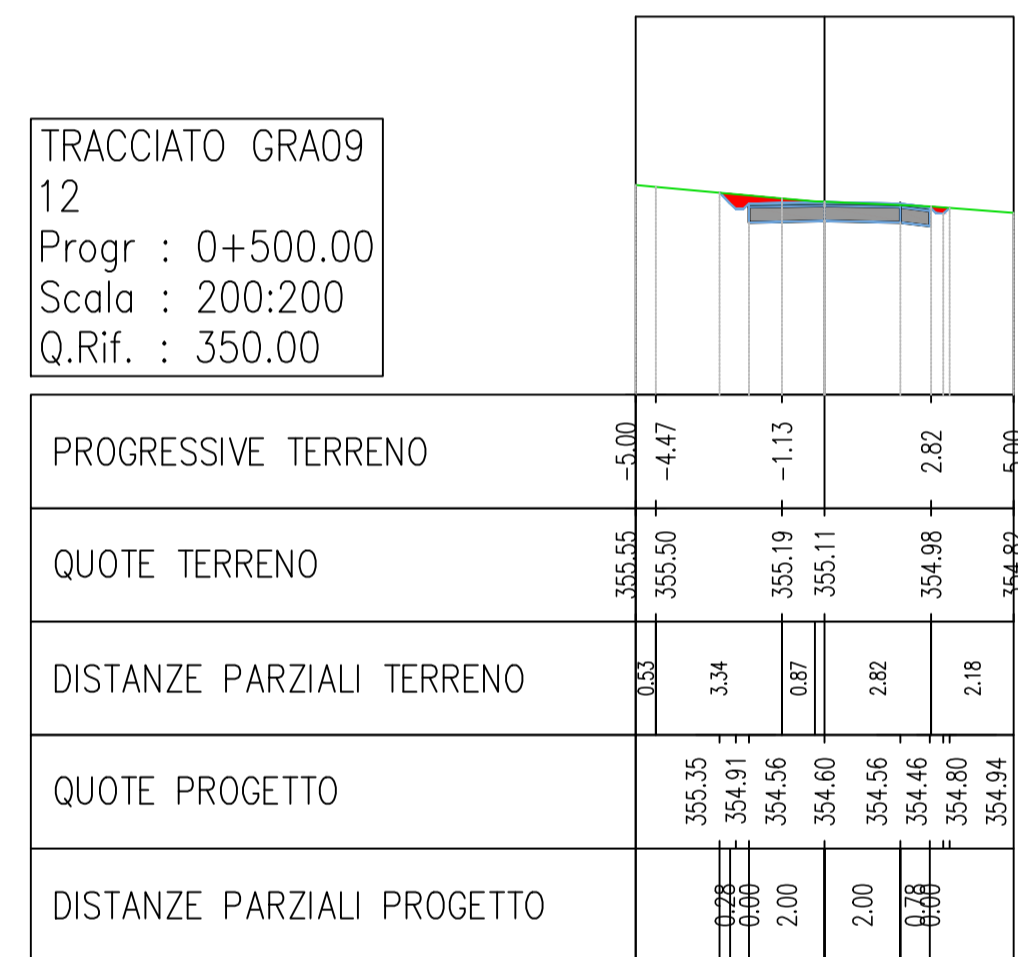 TRACCIATO GRA09
12
Progr : 0+500.00
Scala : 200:200
Q.Rif. : 350.00
PROGRESSIVE TERRENO -5.00 -4.47 -1.13 2.82 5.00
QUOTE TERRENO 355.55 355.50 355.19 355.11 354.98 354.82
DISTANZE PARZIALI TERRENO 0.53 3.34 0.87 2.82 2.18
QUOTE PROGETTO 355.35 354.91 354.56 354.60 354.56 354.46 354.80 354.94
DISTANZE PARZIALI PROGETTO 0.28 0.00 2.00 2.00 0.78 0.00